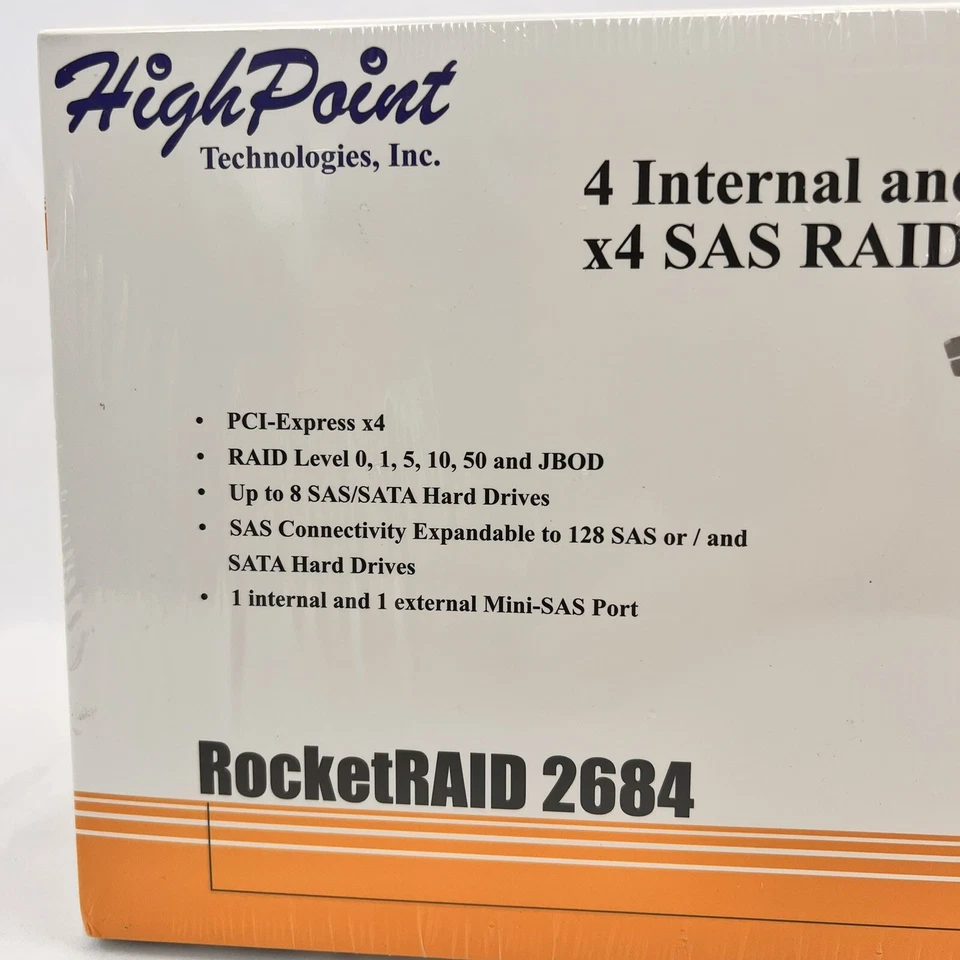 HighPoint
Technologies, Inc.
4 Internal and
x4 SAS RAID
• PCI-Express x4
• RAID Level 0, 1, 5, 10, 50 and JBOD
• Up to 8 SAS/SATA Hard Drives
• SAS Connectivity Expandable to 128 SAS or / and
SATA Hard Drives
• 1 internal and 1 external Mini-SAS Port
RocketRAID 2684